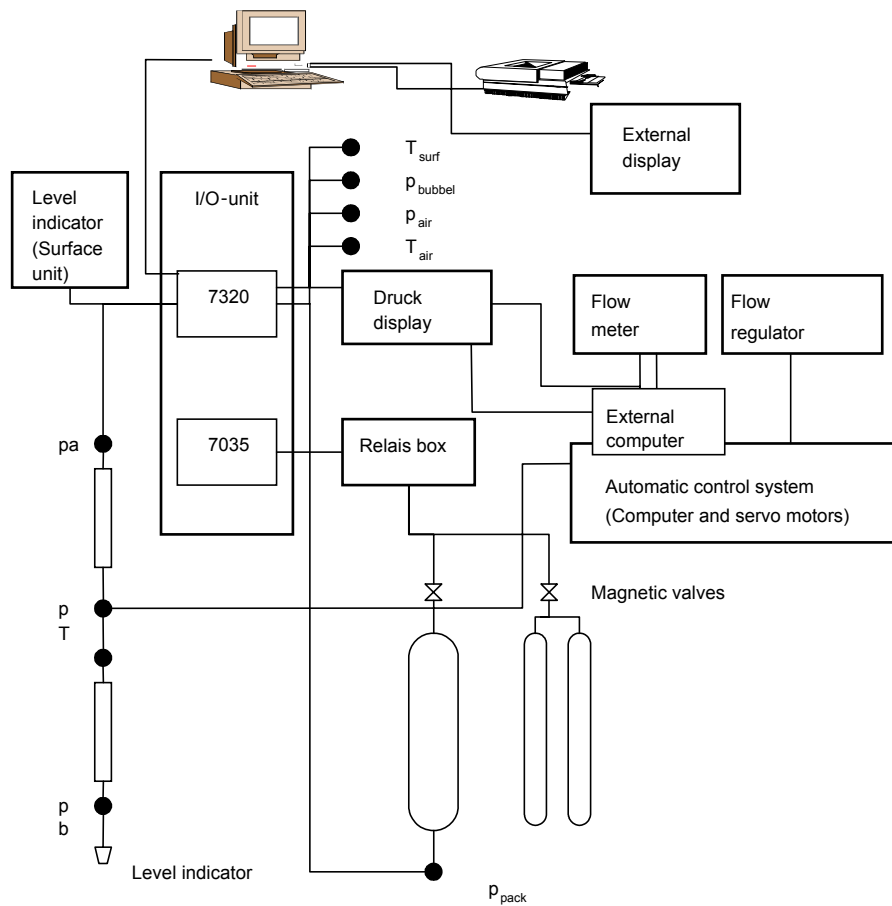 External
display
T surf
p bubbel
p air
T air
Level
indicator
(Surface
unit)
I/O-unit
7320
Druck
display
Flow
meter
Flow
regulator
External
computer
pa
7035
Relais box
Automatic control system
(Computer and servo motors)
Magnetic valves
p
T
p
b
Level indicator
p pack